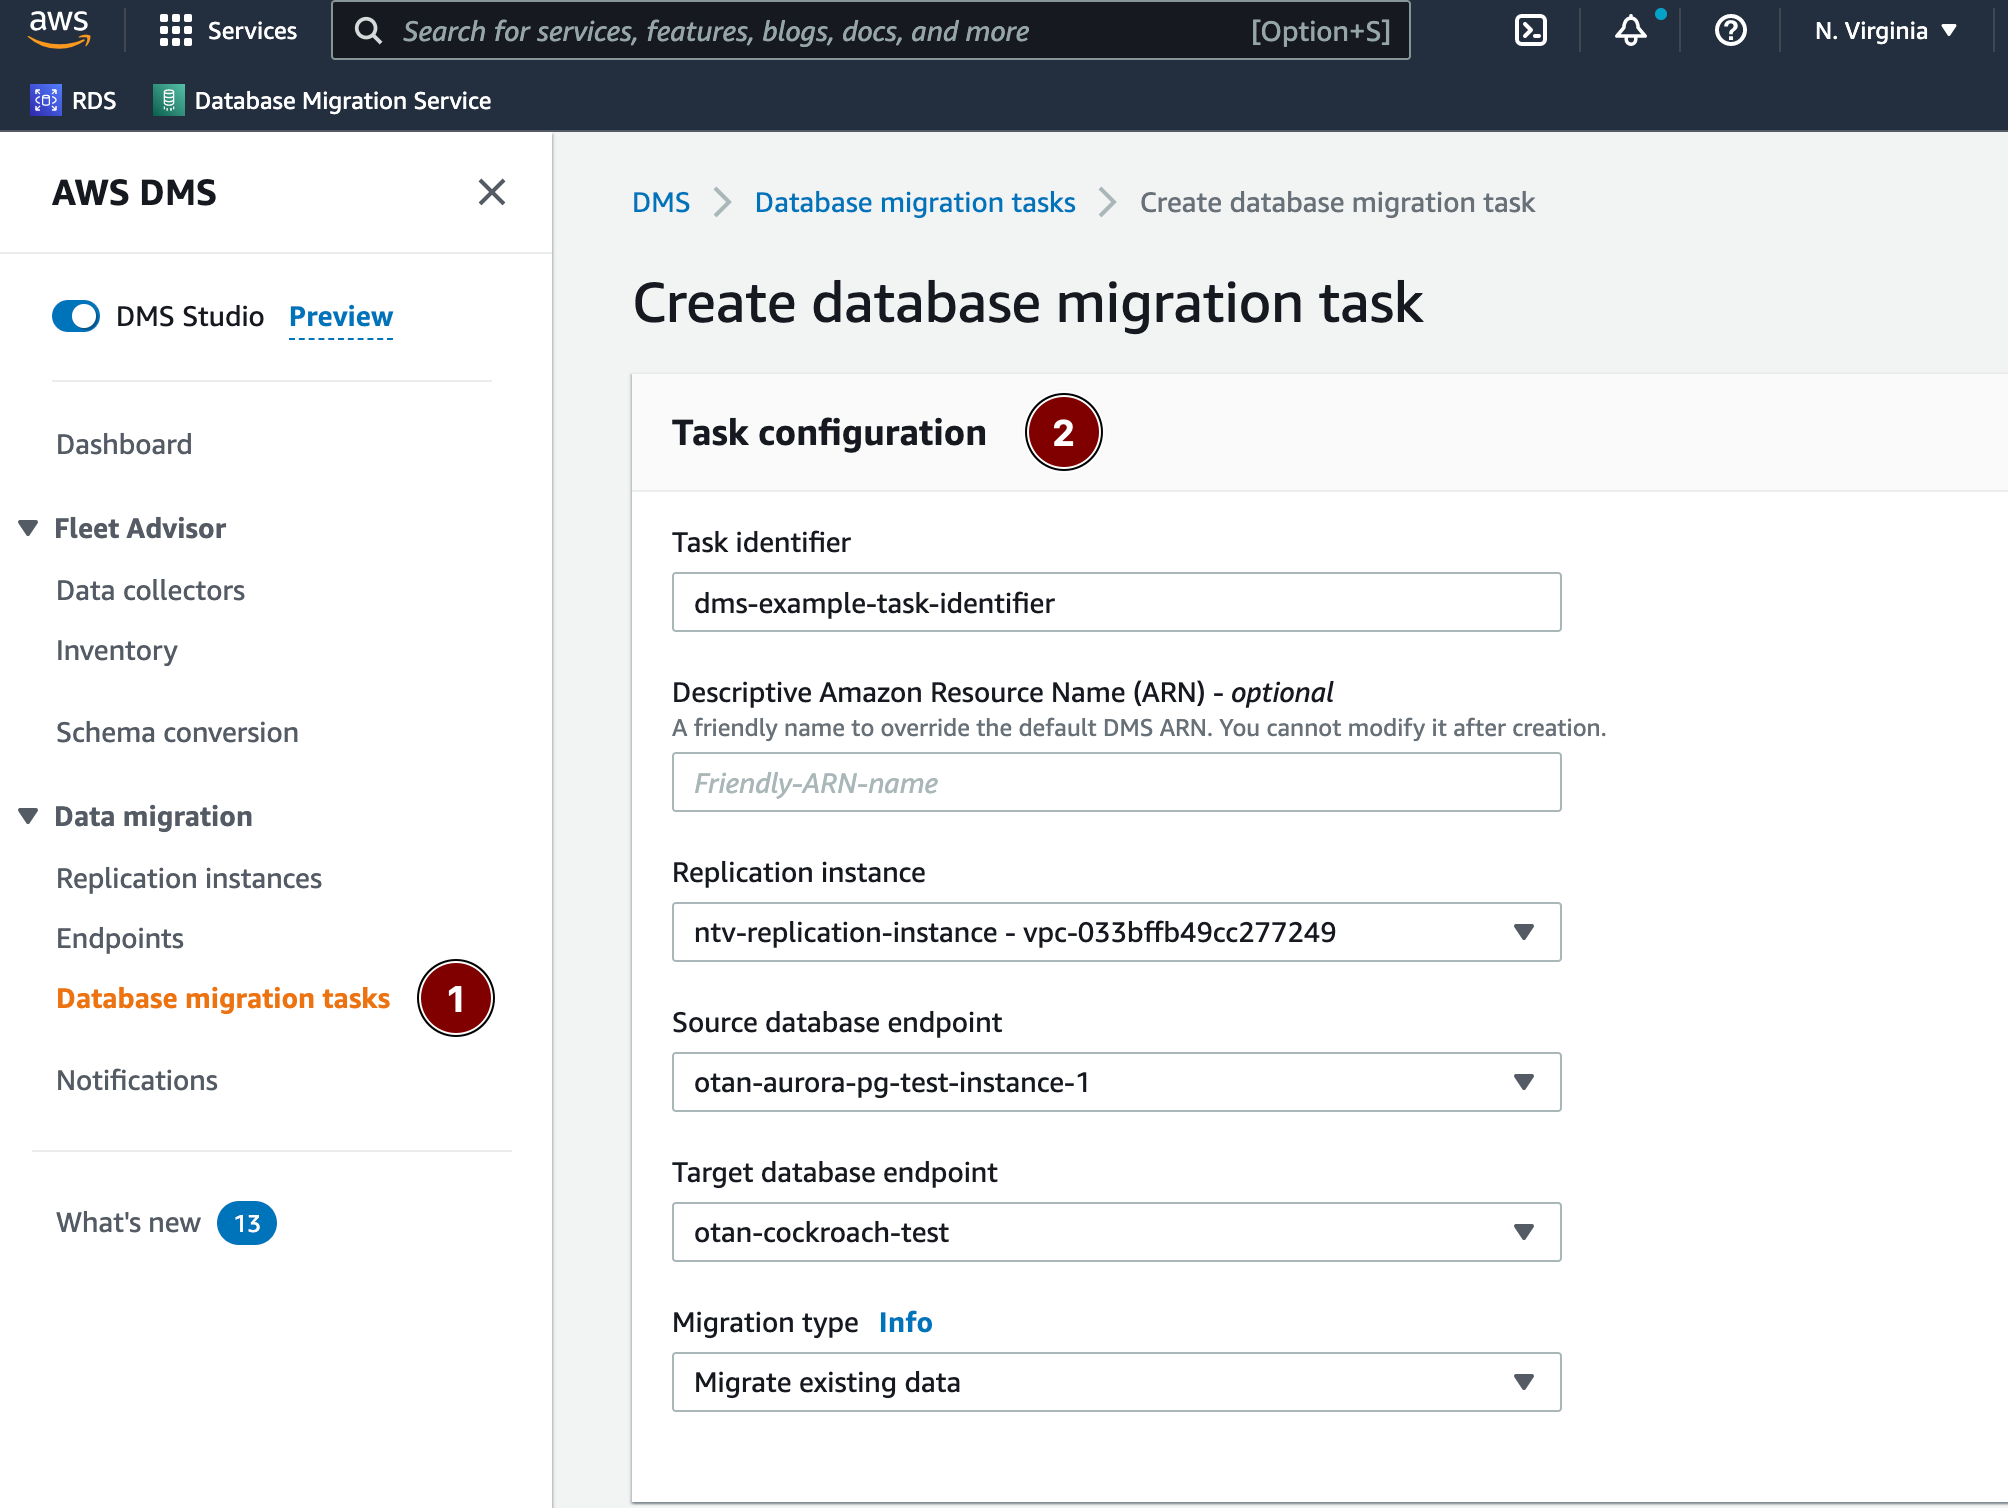 aws
Services
Search for services, features, blogs, docs, and more
[Option+S]
N. Virginia
RDS
Database Migration Service
AWS DMS
DMS Studio
Preview
Dashboard
Fleet Advisor
Data collectors
Inventory
Schema conversion
Data migration
Replication instances
Endpoints
Database migration tasks
1
Notifications
What's new
13
DMS
Database migration tasks
Create database migration task
Create database migration task
Task configuration
2
Task identifier
dms-example-task-identifier
Descriptive Amazon Resource Name (ARN) - optional
A friendly name to override the default DMS ARN. You cannot modify it after creation.
Friendly-ARN-name
Replication instance
ntv-replication-instance - vpc-033bffb49cc277249
Source database endpoint
otan-aurora-pg-test-instance-1
Target database endpoint
otan-cockroach-test
Migration type
Info
Migrate existing data